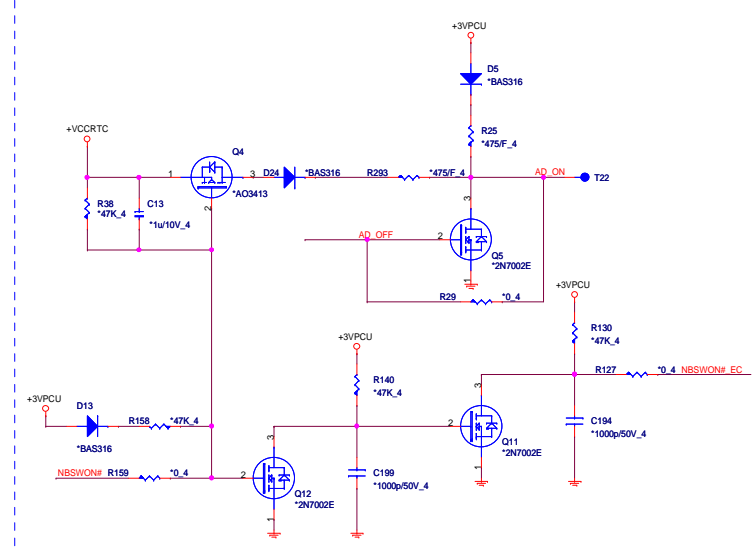 +3VPCU
D5
*BAS316
+VCCRTC
R25
*475/F_4
Q4
1
3
D24
*BAS316
R293
*475/F_4
AD_ON
T22
*AO3413
2
R38
*47K_4
C13
*1u/10V_4
3
AD_OFF
2
Q5
*2N7002E
1
+3VPCU
R29
*0_4
R130
*47K_4
+3VPCU
R127
*0_4
NBSWON#_EC
R140
*47K_4
3
+3VPCU
D13
R158
*47K_4
2
C194
*1000p/50V_4
*BAS316
3
Q11
*2N7002E
1
NBSWON#
R159
*0_4
2
C199
*1000p/50V_4
Q12
*2N7002E
1